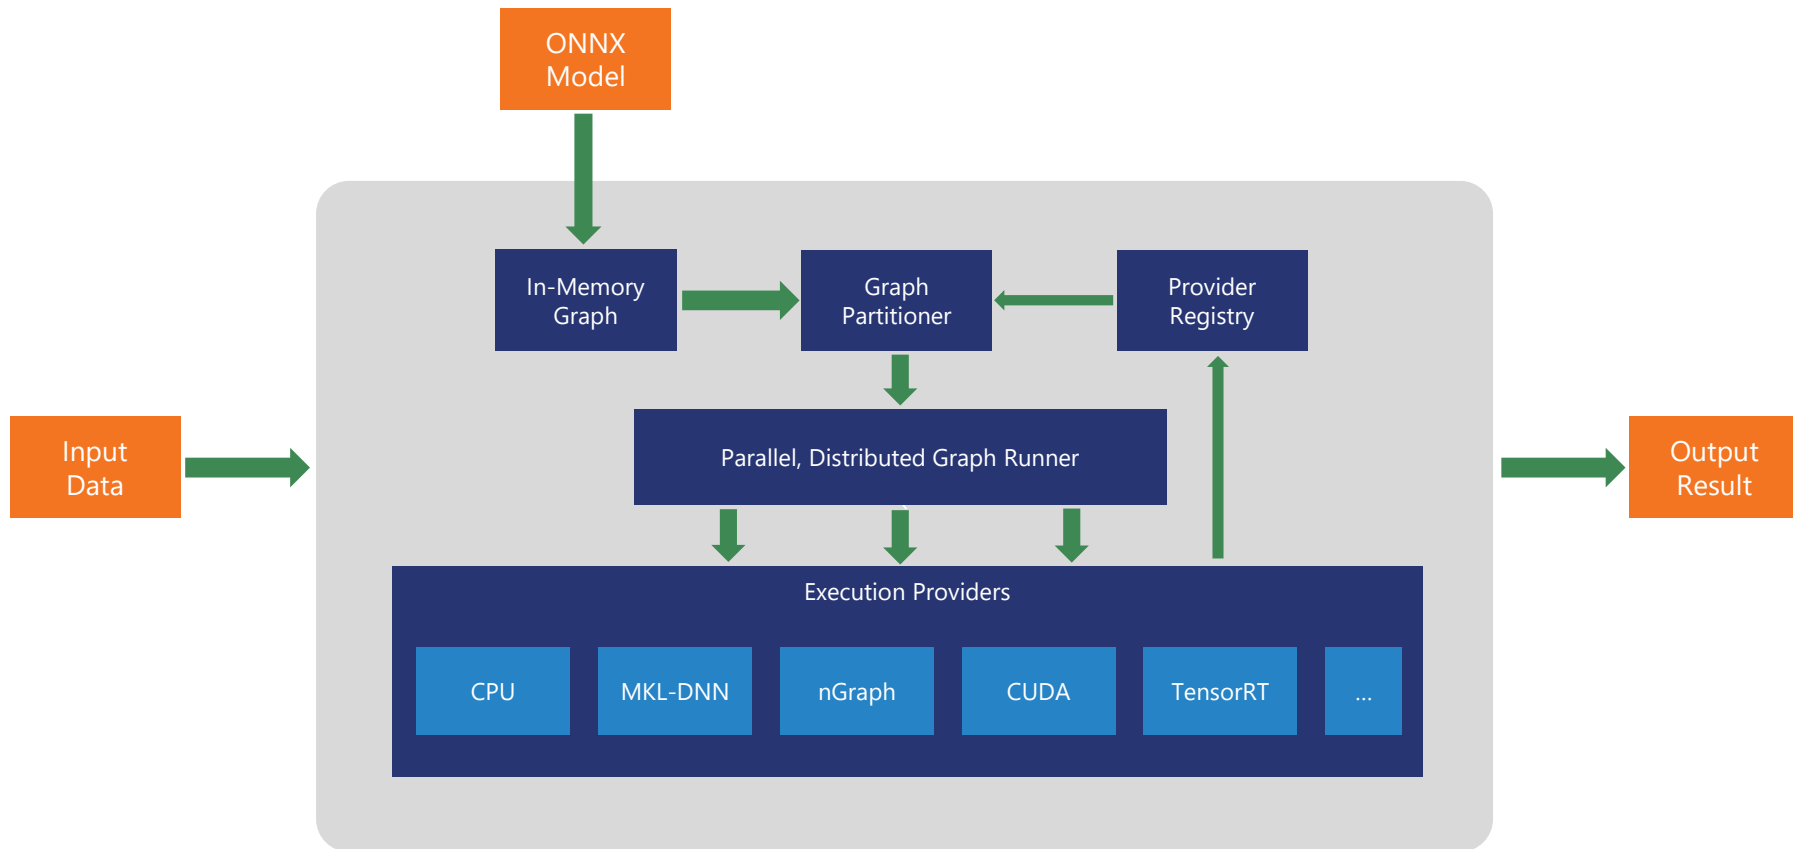 ONNX
Model
In-Memory
Graph
Graph
Partitioner
Provider
Registry
Input
Data
Parallel, Distributed Graph Runner
Output
Result
Execution Providers
CPU
MKL-DNN
nGraph
CUDA
TensorRT
...